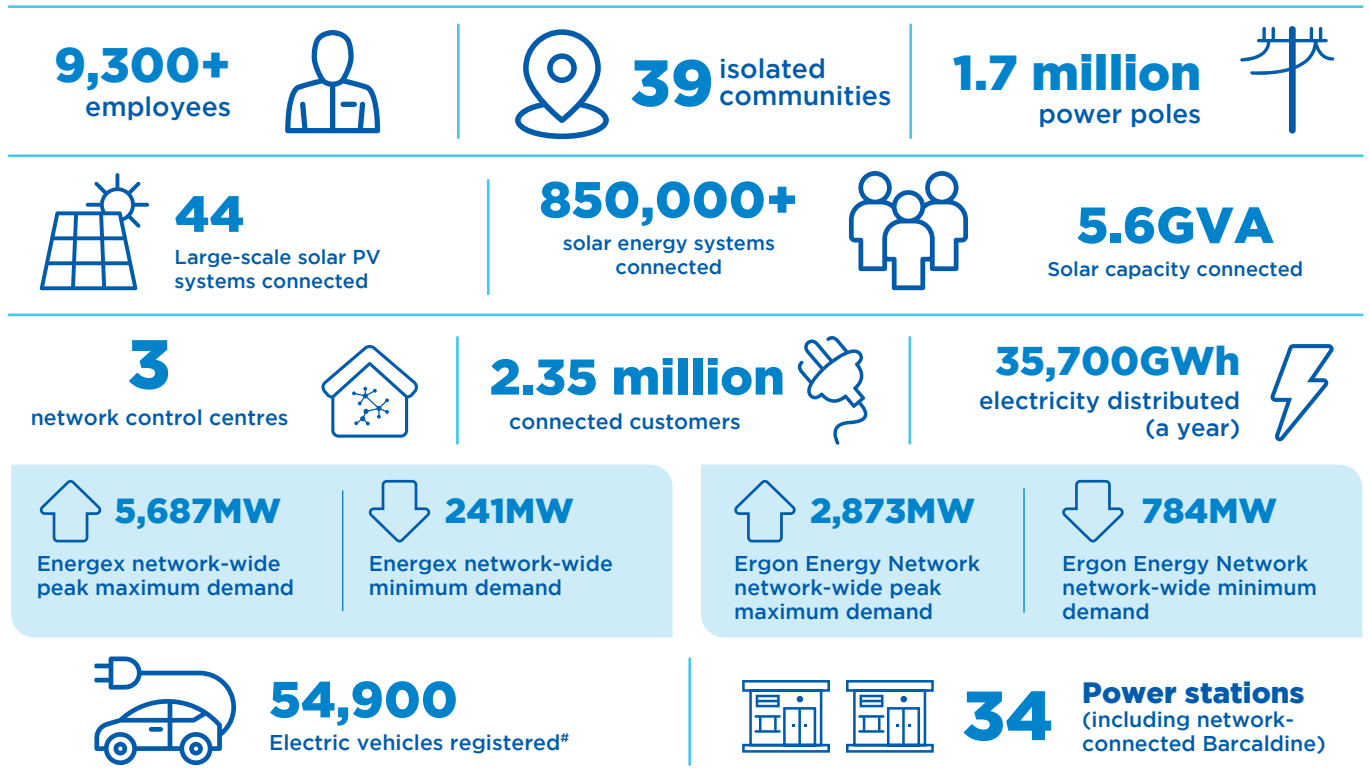 9,300+
employees
39
isolated
communities
1.7 million
power poles
44
Large-scale solar PV
systems connected
850,000+
solar energy systems
connected
5.6GVA
Solar capacity connected
3
network control centres
2.35 million
connected customers
35,700GWh
electricity distributed
(a year)
5,687MW
Energex network-wide
peak maximum demand
241MW
Energex network-wide
minimum demand
2,873MW
Ergon Energy Network
network-wide peak
maximum demand
784MW
Ergon Energy Network
network-wide minimum
demand
54,900
Electric vehicles registered#
34
Power stations
(including network-
connected Barcaldine)